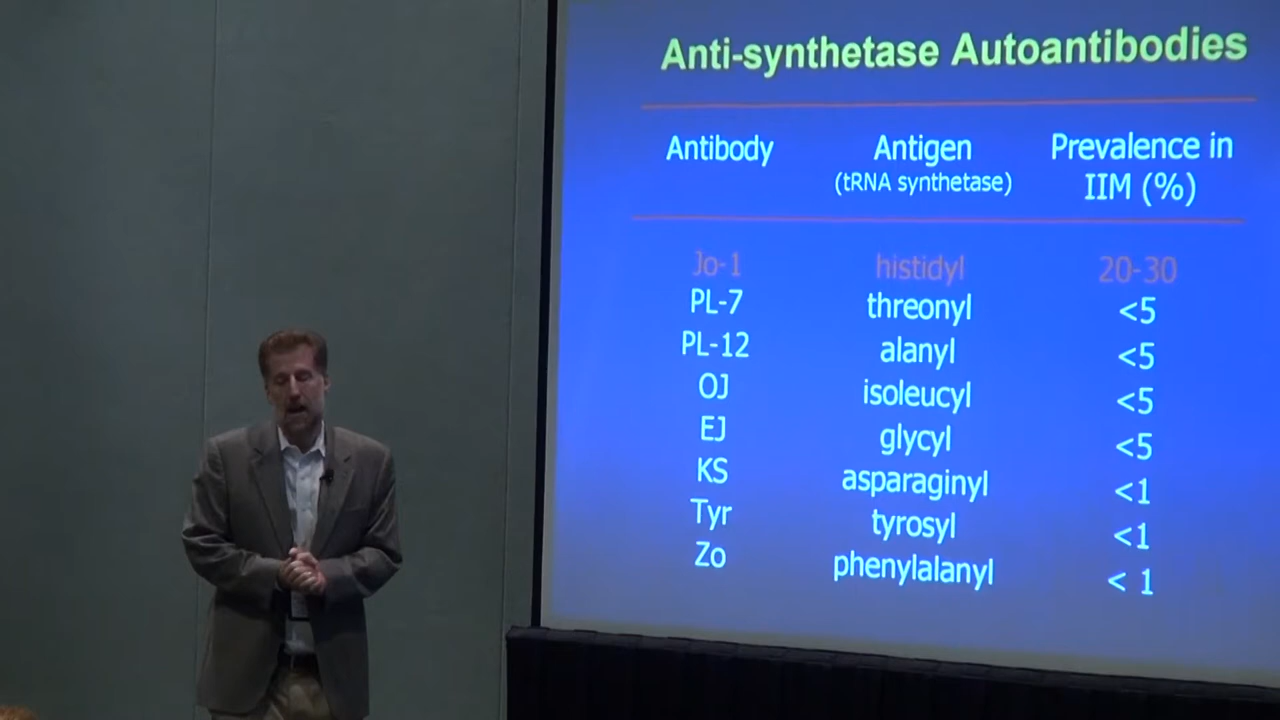 Anti-synthetase Autoantibodies
Antibody Antigen Prevalence in
(tRNA synthetase) IIM (%)
Jo-1 histidyl 20-30
PL-7 threonyl <5
PL-12 alanyl <5
OJ isoleucyl <5
EJ glycyl <5
KS asparaginyl <1
Tyr tyrosyl <1
Zo phenylalanyl < 1